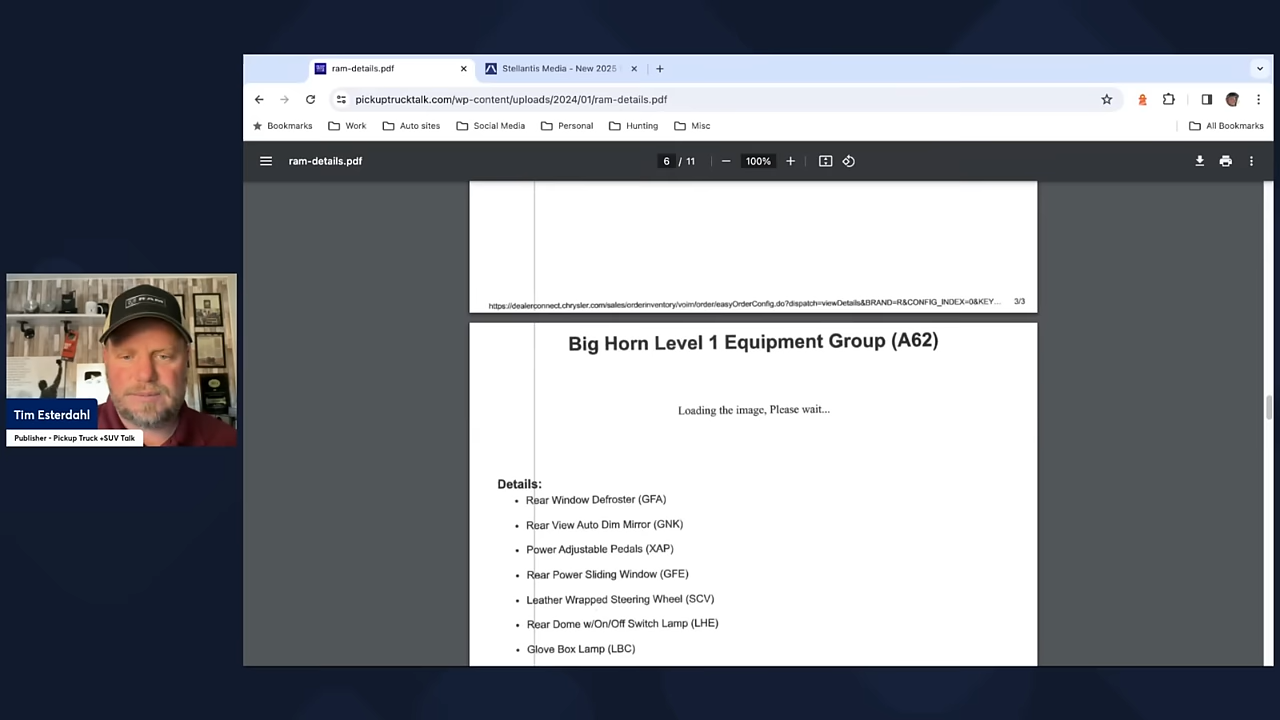 ram-details.pdf
Stellantis Media - New 2025
pickuptrucktalk.com/wp-content/uploads/2024/01/ram-details.pdf
Bookmarks Work Auto sites Social Media Personal Hunting Misc All Bookmarks
ram-details.pdf 6 / 11 100%
https://dealerconnect.chrysler.com/sales/orderinventory/voim/order/easyOrderConfig.do?dispatch=viewDetails&BRAND=R&CONFIG_INDEX=0&KEY... 3/3
Big Horn Level 1 Equipment Group (A62)
Loading the image, Please wait...
Details:
• Rear Window Defroster (GFA)
• Rear View Auto Dim Mirror (GNK)
• Power Adjustable Pedals (XAP)
• Rear Power Sliding Window (GFE)
• Leather Wrapped Steering Wheel (SCV)
• Rear Dome w/On/Off Switch Lamp (LHE)
• Glove Box Lamp (LBC)
RAM
Tim Esterdahl
Publisher - Pickup Truck +SUV Talk